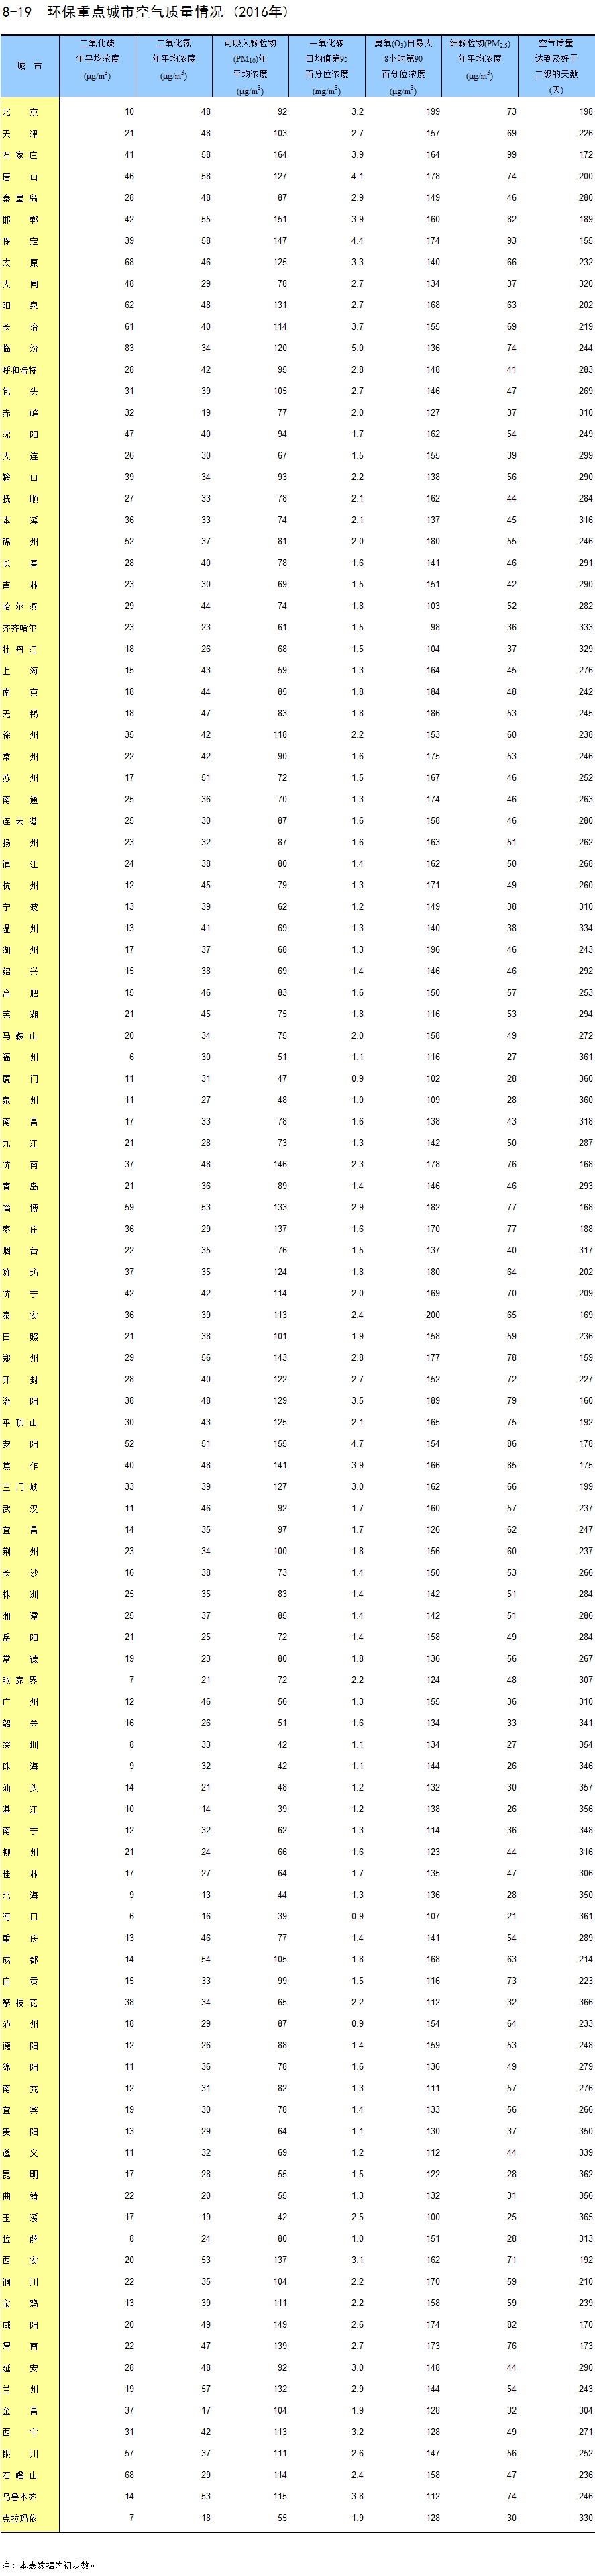 8-19 环保重点城市空气质量情况 (2016年)
城 市 二氧化硫年平均浓度(μg/m³) 二氧化氮年平均浓度(μg/m³) 可吸入颗粒物(PM10)年平均浓度(μg/m³) 一氧化碳日均值第95百分位浓度(mg/m³) 臭氧(O3)日最大8小时第90百分位浓度(μg/m³) 细颗粒物(PM2.5)年平均浓度(μg/m³) 空气质量达到及好于二级的天数(天)
北 京 10 48 92 3.2 199 73 198
天 津 21 48 103 2.7 157 69 226
石家庄 41 58 164 3.9 164 99 172
唐 山 46 58 127 4.1 178 74 200
秦皇岛 28 48 87 2.9 149 46 280
邯 郸 42 55 151 3.9 160 82 189
保 定 39 58 147 4.4 174 93 155
太 原 68 46 125 3.3 140 66 232
大 同 48 29 78 2.7 134 37 320
阳 泉 62 48 131 2.7 168 63 202
长 治 61 40 114 3.7 155 69 219
临 汾 83 34 120 5.0 136 74 244
呼和浩特 28 42 95 2.8 148 41 283
包 头 31 39 105 2.7 146 47 269
赤 峰 32 19 77 2.0 127 37 310
沈 阳 47 40 94 1.7 162 54 249
大 连 26 30 67 1.5 155 39 299
鞍 山 39 34 93 2.2 138 56 290
抚 顺 27 33 78 2.1 162 44 284
本 溪 36 33 74 2.1 137 45 316
锦 州 52 37 81 2.0 180 55 246
长 春 28 40 78 1.6 141 46 291
吉 林 23 30 69 1.5 151 42 290
哈尔滨 29 44 74 1.8 103 52 282
齐齐哈尔 23 23 61 1.5 98 36 333
牡丹江 18 26 68 1.5 104 37 329
上 海 15 43 59 1.3 164 45 276
南 京 18 44 85 1.8 184 48 242
无 锡 18 47 83 1.8 186 53 245
徐 州 35 42 118 2.2 153 60 238
常 州 22 42 90 1.6 175 53 246
苏 州 17 51 72 1.5 167 46 252
南 通 25 36 70 1.3 174 46 263
连云港 25 30 87 1.6 158 46 280
扬 州 23 32 87 1.6 163 51 262
镇 江 24 38 80 1.4 162 50 268
杭 州 12 45 79 1.3 171 49 260
宁 波 13 39 62 1.2 149 38 310
温 州 13 41 69 1.3 140 38 334
湖 州 17 37 68 1.3 196 46 243
绍 兴 15 38 69 1.4 146 46 292
合 肥 15 46 83 1.6 150 57 253
芜 湖 21 45 75 1.8 116 53 294
马鞍山 20 34 75 2.0 158 49 272
福 州 6 30 51 1.1 116 27 361
厦 门 11 31 47 0.9 102 28 360
泉 州 11 27 48 1.0 109 28 360
南 昌 17 33 78 1.6 138 43 318
九 江 21 28 73 1.3 142 50 287
济 南 37 48 146 2.3 178 76 168
青 岛 21 36 89 1.4 146 46 293
淄 博 59 53 133 2.9 182 77 168
枣 庄 36 29 137 1.6 170 77 188
烟 台 22 35 76 1.5 137 40 317
潍 坊 37 35 124 1.8 180 64 202
济 宁 42 42 114 2.0 169 70 209
泰 安 36 39 113 2.4 200 65 169
日 照 21 38 101 1.9 158 59 236
郑 州 29 56 143 2.8 177 78 159
开 封 28 40 122 2.7 152 72 227
洛 阳 38 48 129 3.5 189 79 160
平顶山 30 43 125 2.1 165 75 192
安 阳 52 51 155 4.7 154 86 178
焦 作 40 48 141 3.9 166 85 175
三门峡 33 39 127 3.0 162 66 199
武 汉 11 46 92 1.7 160 57 237
宜 昌 14 35 97 1.7 126 62 247
荆 州 23 34 100 1.8 156 60 237
长 沙 16 38 73 1.4 150 53 266
株 洲 25 35 83 1.4 142 51 284
湘 潭 25 37 85 1.4 142 51 286
岳 阳 21 25 72 1.4 158 49 284
常 德 19 23 80 1.8 136 56 267
张家界 7 21 72 2.2 124 48 307
广 州 12 46 56 1.3 155 36 310
韶 关 16 26 51 1.6 134 33 341
深 圳 8 33 42 1.1 134 27 354
珠 海 9 32 42 1.1 144 26 346
汕 头 14 21 48 1.2 132 30 357
湛 江 10 14 39 1.2 138 26 356
南 宁 12 32 62 1.3 114 36 348
柳 州 21 24 66 1.6 123 44 316
桂 林 17 27 64 1.7 135 47 306
北 海 9 13 44 1.3 136 28 350
海 口 6 16 39 0.9 107 21 361
重 庆 13 46 77 1.4 141 54 289
成 都 14 54 105 1.8 168 63 214
自 贡 15 33 99 1.5 116 73 223
攀枝花 38 34 65 2.2 112 32 366
泸 州 18 29 87 0.9 154 64 233
德 阳 12 26 88 1.4 159 53 248
绵 阳 11 36 78 1.6 136 49 279
南 充 12 31 82 1.3 111 57 276
宜 宾 19 30 78 1.4 133 56 266
贵 阳 13 29 64 1.1 130 37 350
遵 义 11 32 69 1.2 112 44 339
昆 明 17 28 55 1.5 122 28 362
曲 靖 22 20 55 1.3 132 31 356
玉 溪 17 19 42 2.5 100 25 365
拉 萨 8 24 80 1.0 151 28 313
西 安 20 53 137 3.1 162 71 192
铜 川 22 35 104 2.2 170 59 210
宝 鸡 13 39 111 2.2 158 59 239
咸 阳 20 49 149 2.6 174 82 170
渭 南 22 47 139 2.7 173 76 173
延 安 28 48 92 3.0 148 44 290
兰 州 19 57 132 2.9 144 54 243
金 昌 37 17 104 1.9 128 32 304
西 宁 31 42 113 3.2 128 49 271
银 川 57 37 111 2.6 147 56 252
石嘴山 68 29 114 2.4 158 47 236
乌鲁木齐 14 53 115 3.8 112 74 246
克拉玛依 7 18 55 1.9 128 30 330
注: 本表数据为初步数。